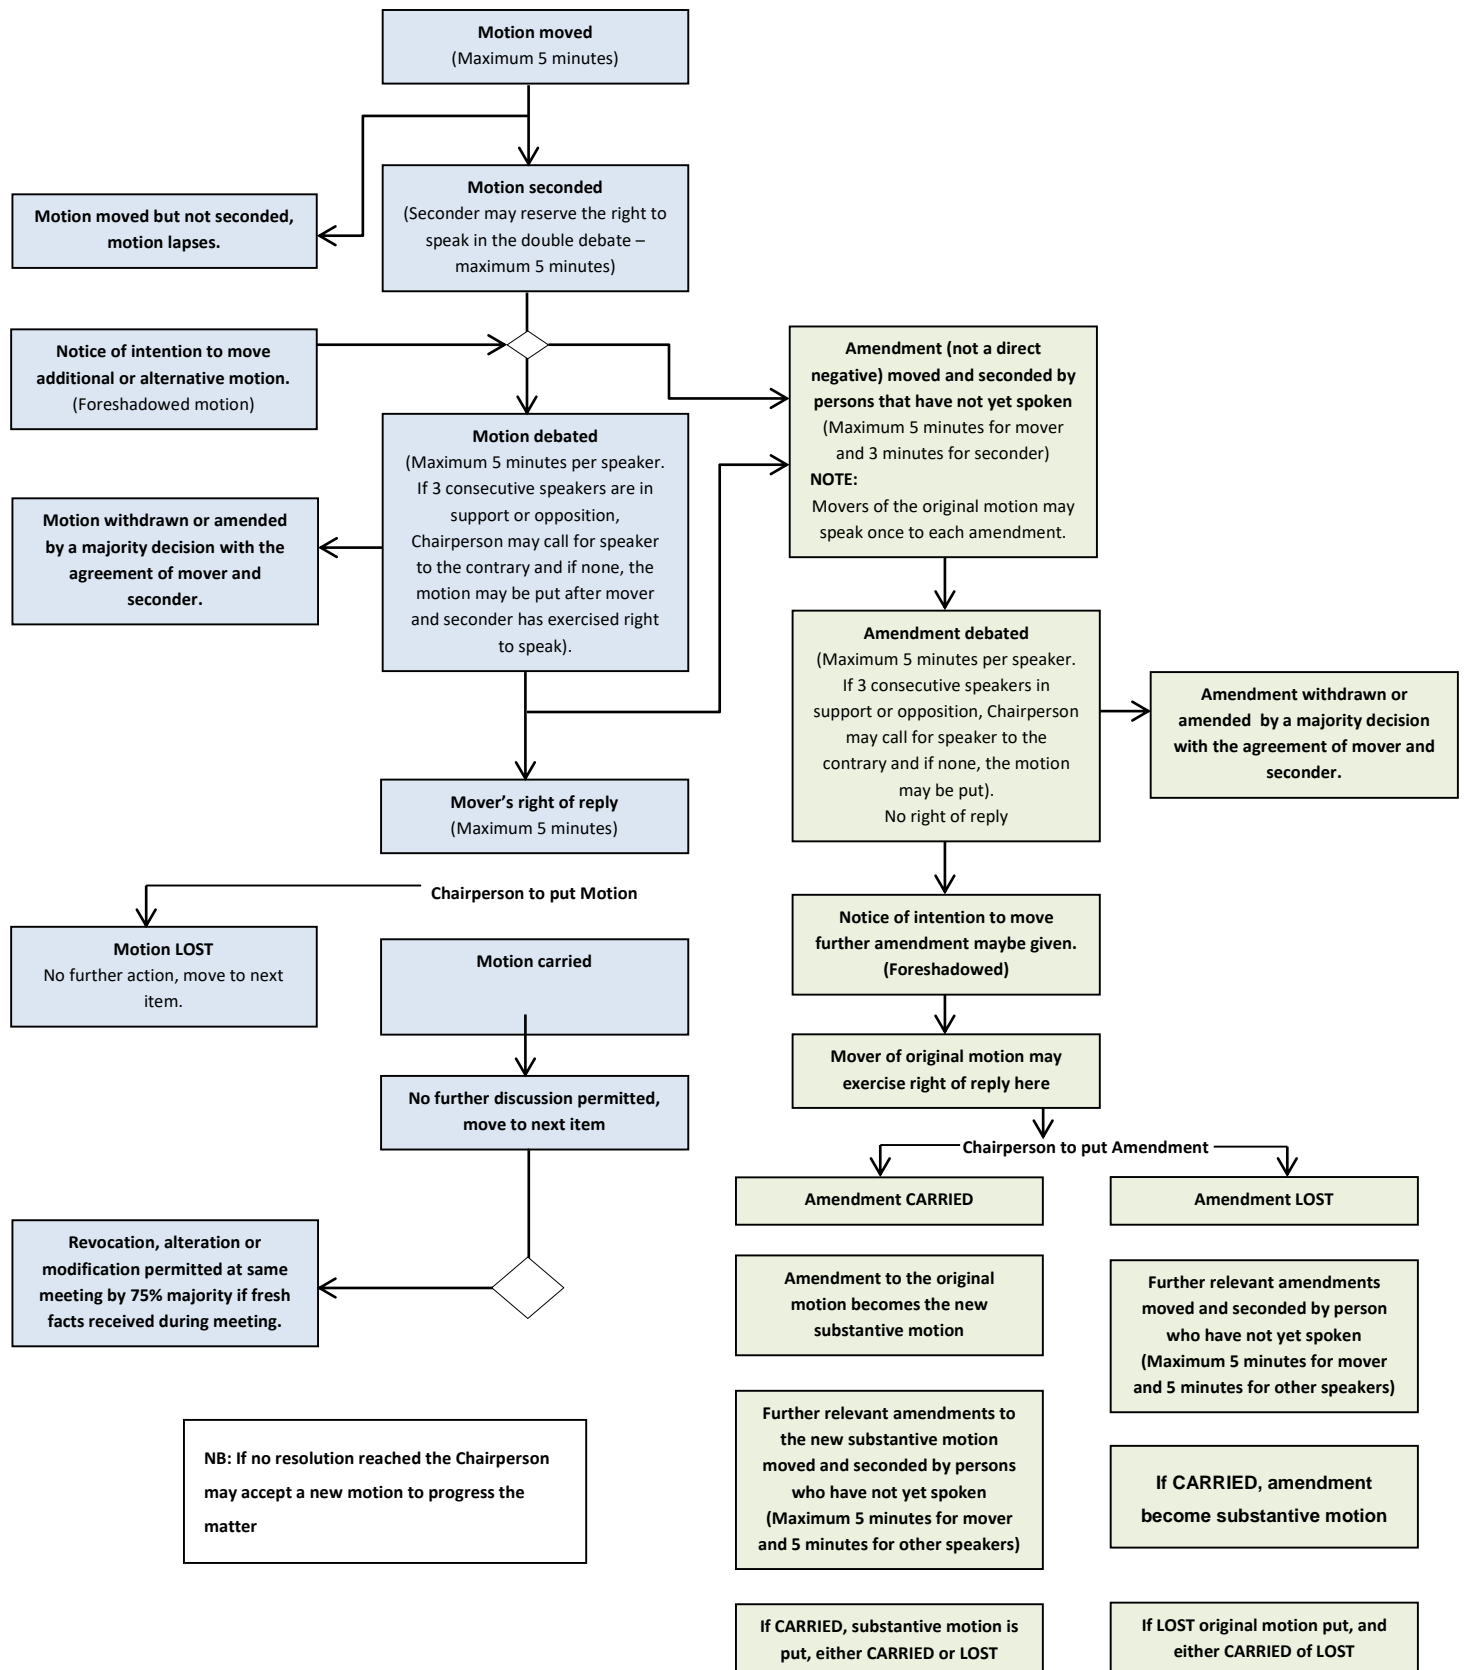 Motion moved
(Maximum 5 minutes)
Motion seconded
(Seconder may reserve the right to
speak in the double debate –
maximum 5 minutes)
Motion moved but not seconded,
motion lapses.
Notice of intention to move
additional or alternative motion.
(Foreshadowed motion)
Motion debated
(Maximum 5 minutes per speaker.
If 3 consecutive speakers are in
support or opposition,
Chairperson may call for speaker
to the contrary and if none, the
motion may be put after mover
and seconder has exercised right
to speak).
Motion withdrawn or amended
by a majority decision with the
agreement of mover and
seconder.
Mover’s right of reply
(Maximum 5 minutes)
Chairperson to put Motion
Motion LOST
No further action, move to next
item.
Motion carried
No further discussion permitted,
move to next item
Revocation, alteration or
modification permitted at same
meeting by 75% majority if fresh
facts received during meeting.
NB: If no resolution reached the Chairperson
may accept a new motion to progress the
matter
Amendment (not a direct
negative) moved and seconded by
persons that have not yet spoken
(Maximum 5 minutes for mover
and 3 minutes for seconder)
NOTE:
Movers of the original motion may
speak once to each amendment.
Amendment debated
(Maximum 5 minutes per speaker.
If 3 consecutive speakers in
support or opposition, Chairperson
may call for speaker to the
contrary and if none, the motion
may be put).
No right of reply
Amendment withdrawn or
amended by a majority decision
with the agreement of mover and
seconder.
Notice of intention to move
further amendment maybe given.
(Foreshadowed)
Mover of original motion may
exercise right of reply here
Chairperson to put Amendment
Amendment CARRIED
Amendment to the original
motion becomes the new
substantive motion
Further relevant amendments to
the new substantive motion
moved and seconded by persons
who have not yet spoken
(Maximum 5 minutes for mover
and 5 minutes for other speakers)
If CARRIED, substantive motion is
put, either CARRIED or LOST
Amendment LOST
Further relevant amendments
moved and seconded by person
who have not yet spoken
(Maximum 5 minutes for mover
and 5 minutes for other speakers)
If CARRIED, amendment
become substantive motion
If LOST original motion put, and
either CARRIED of LOST